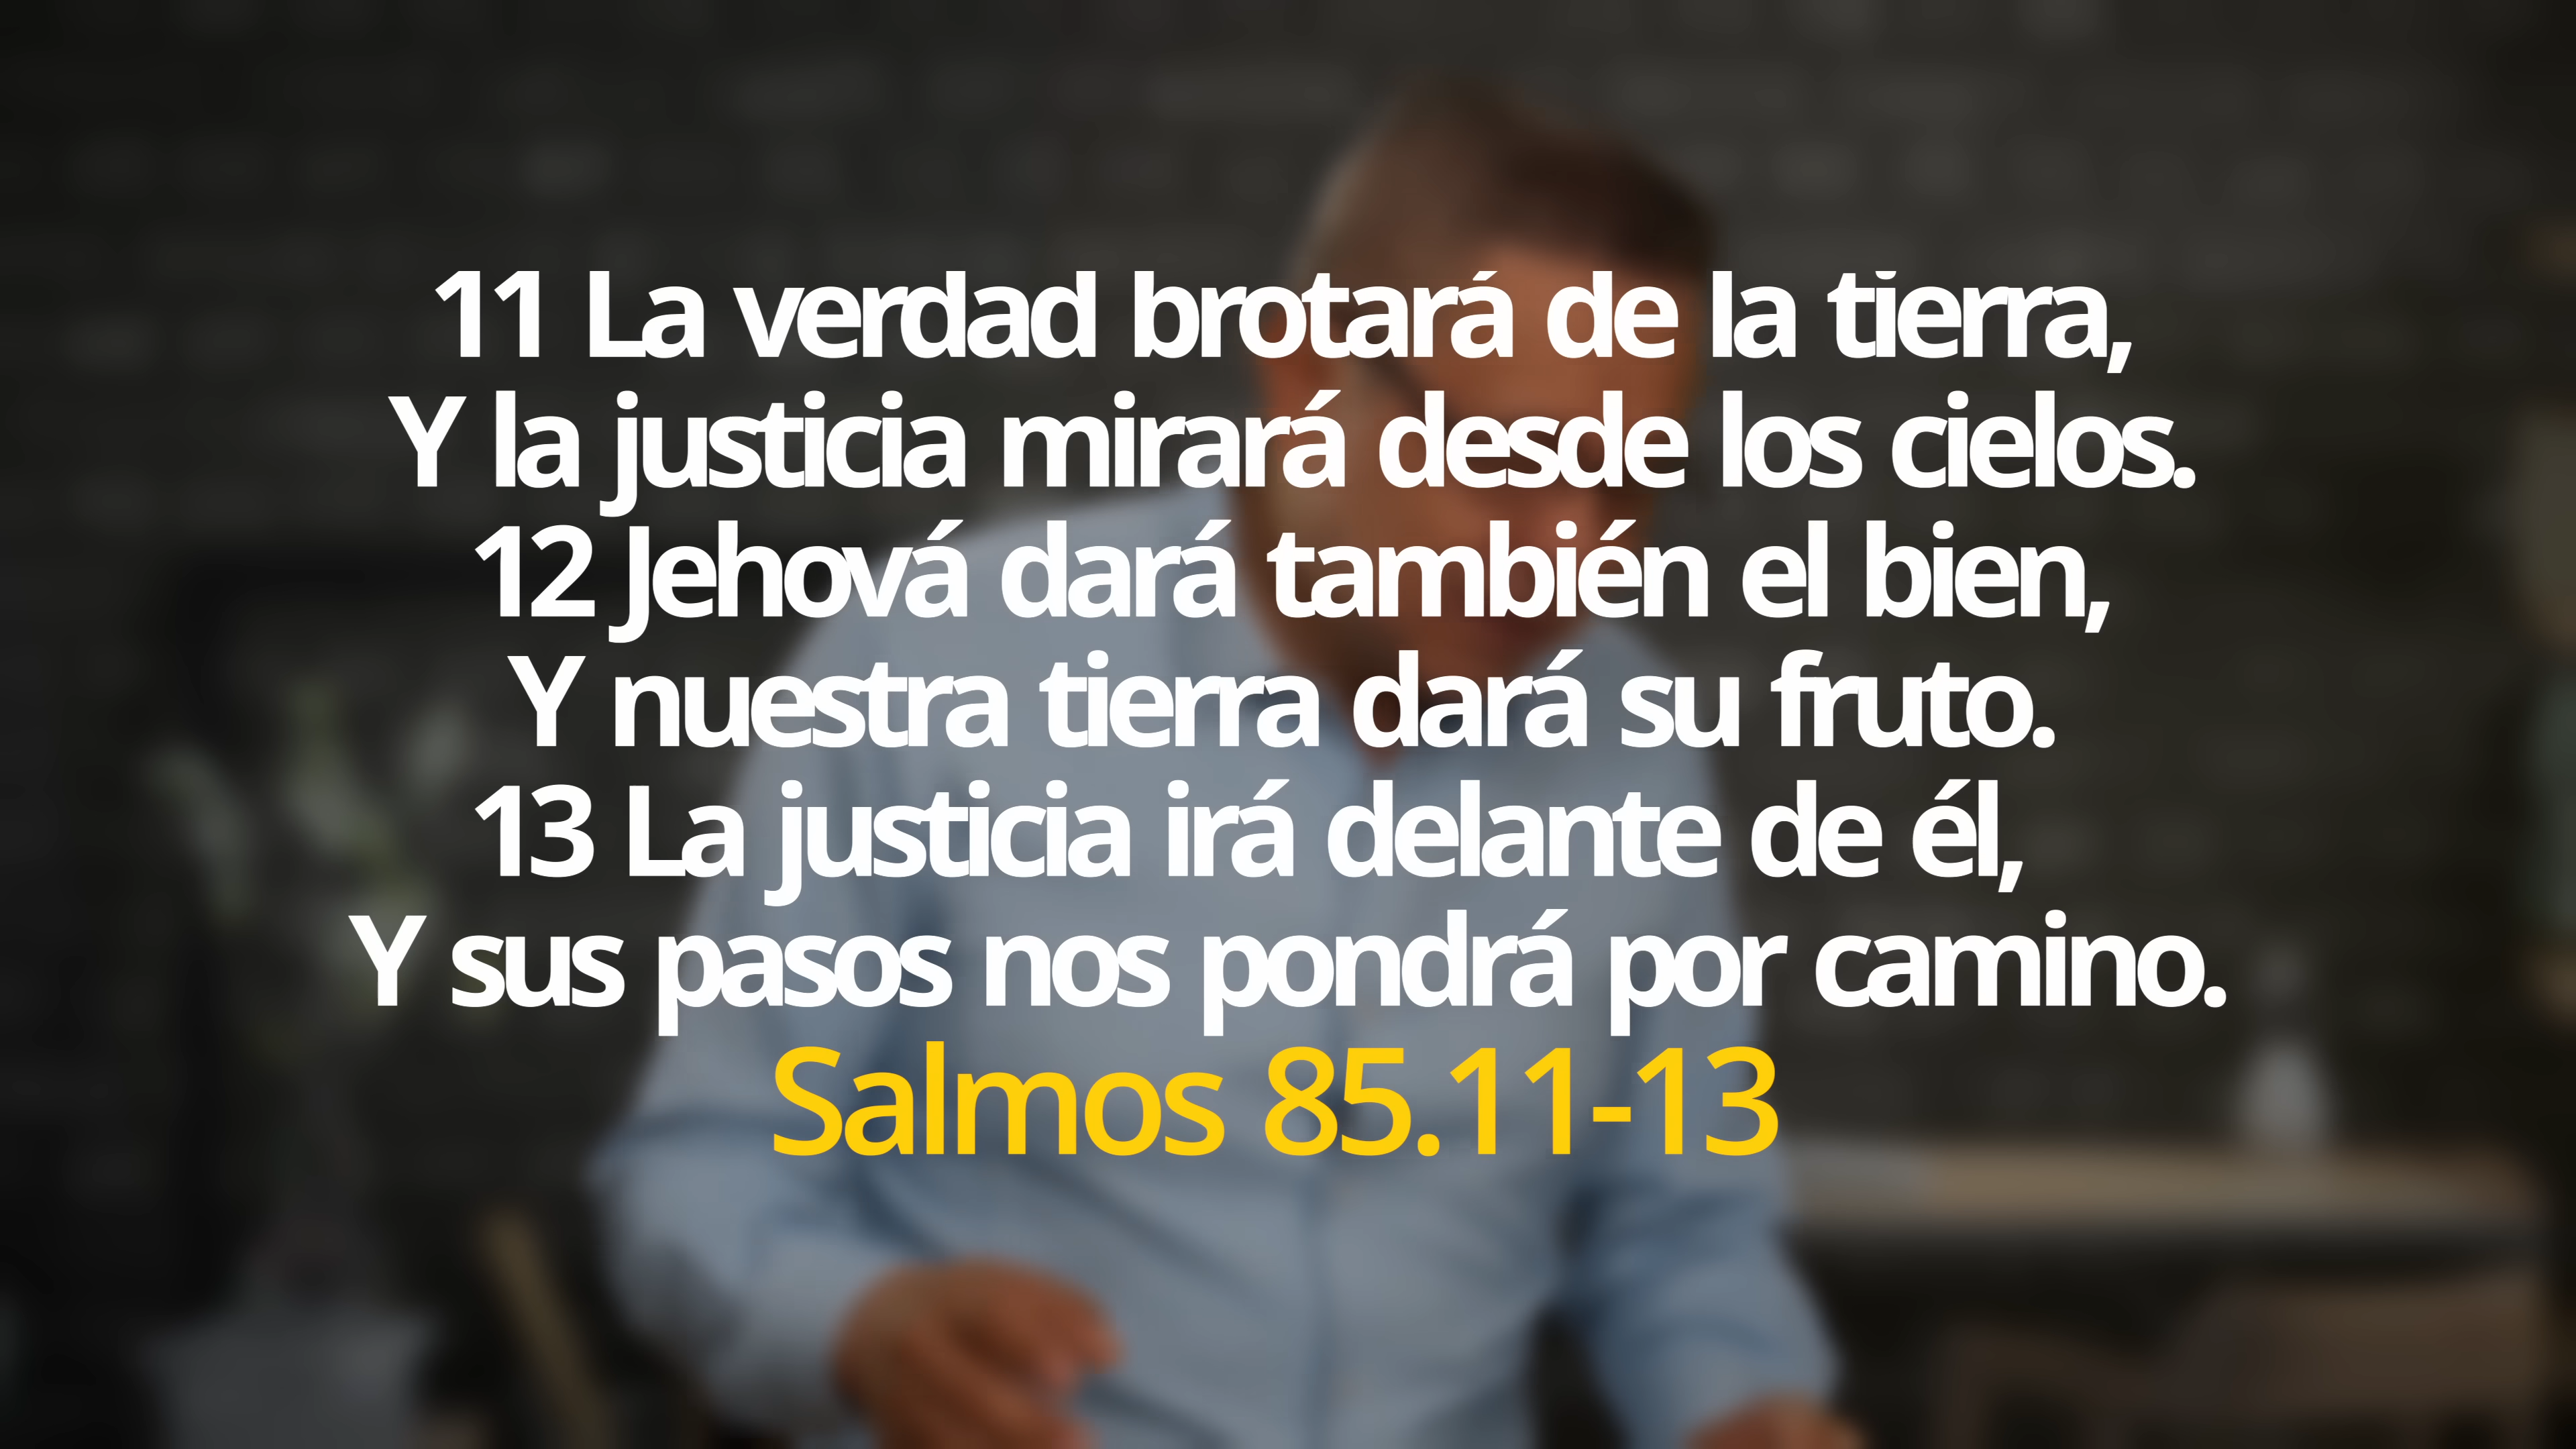 11 La verdad brotará de la tierra,
Y la justicia mirará desde los cielos.
12 Jehová dará también el bien,
Y nuestra tierra dará su fruto.
13 La justicia irá delante de él,
Y sus pasos nos pondrá por camino.
Salmos 85.11-13